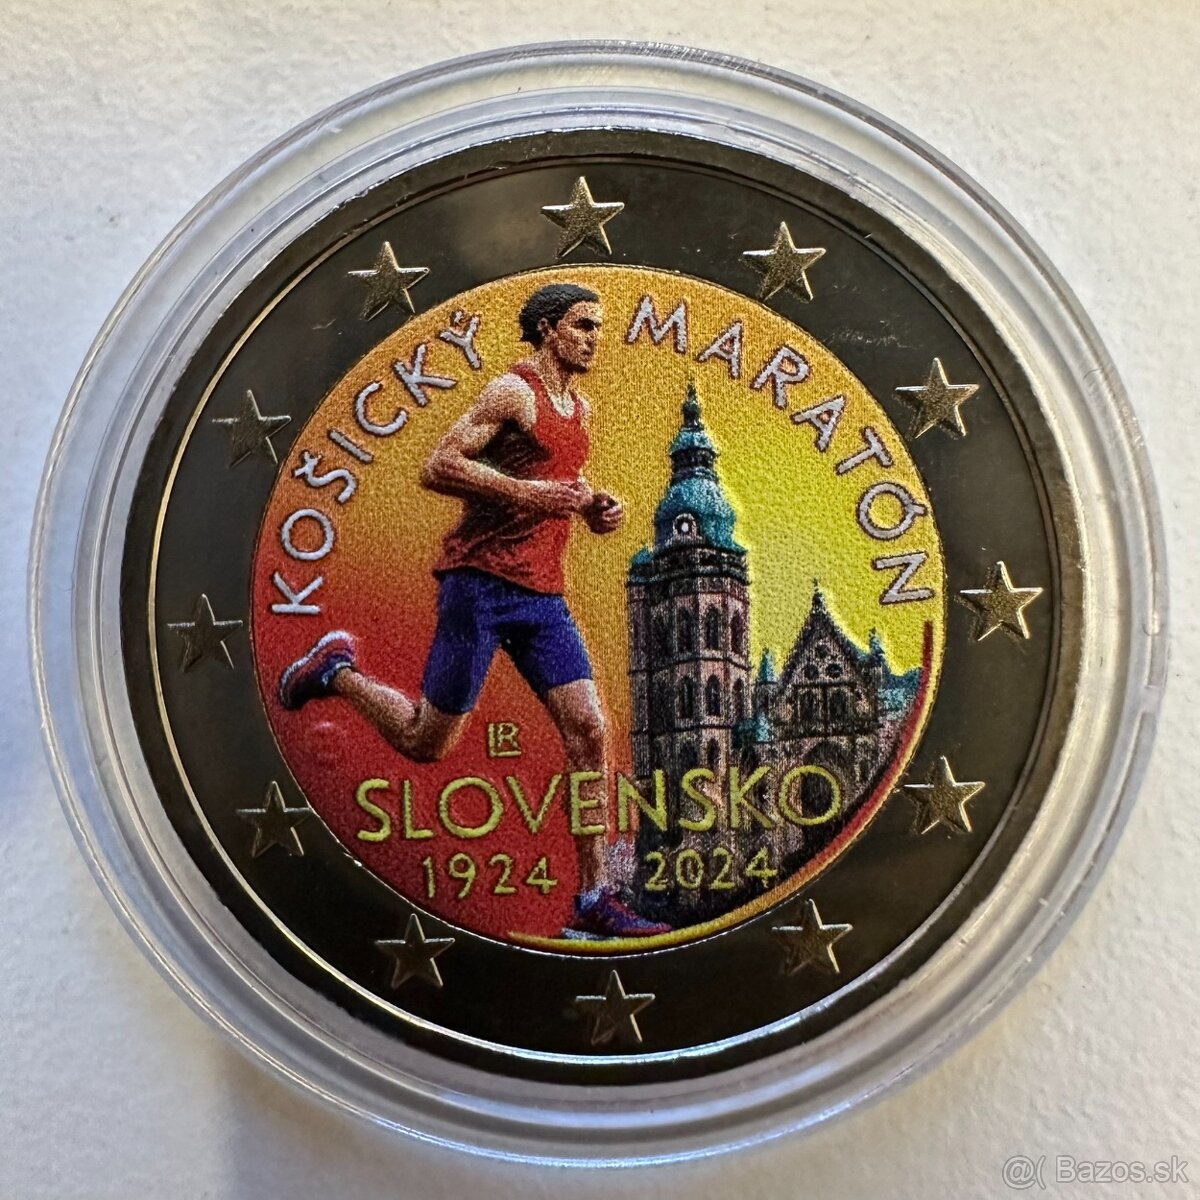 KOŠICKÝ MARATÓN
LR
SLOVENSKO
1924 2024
@( Bazos.sk